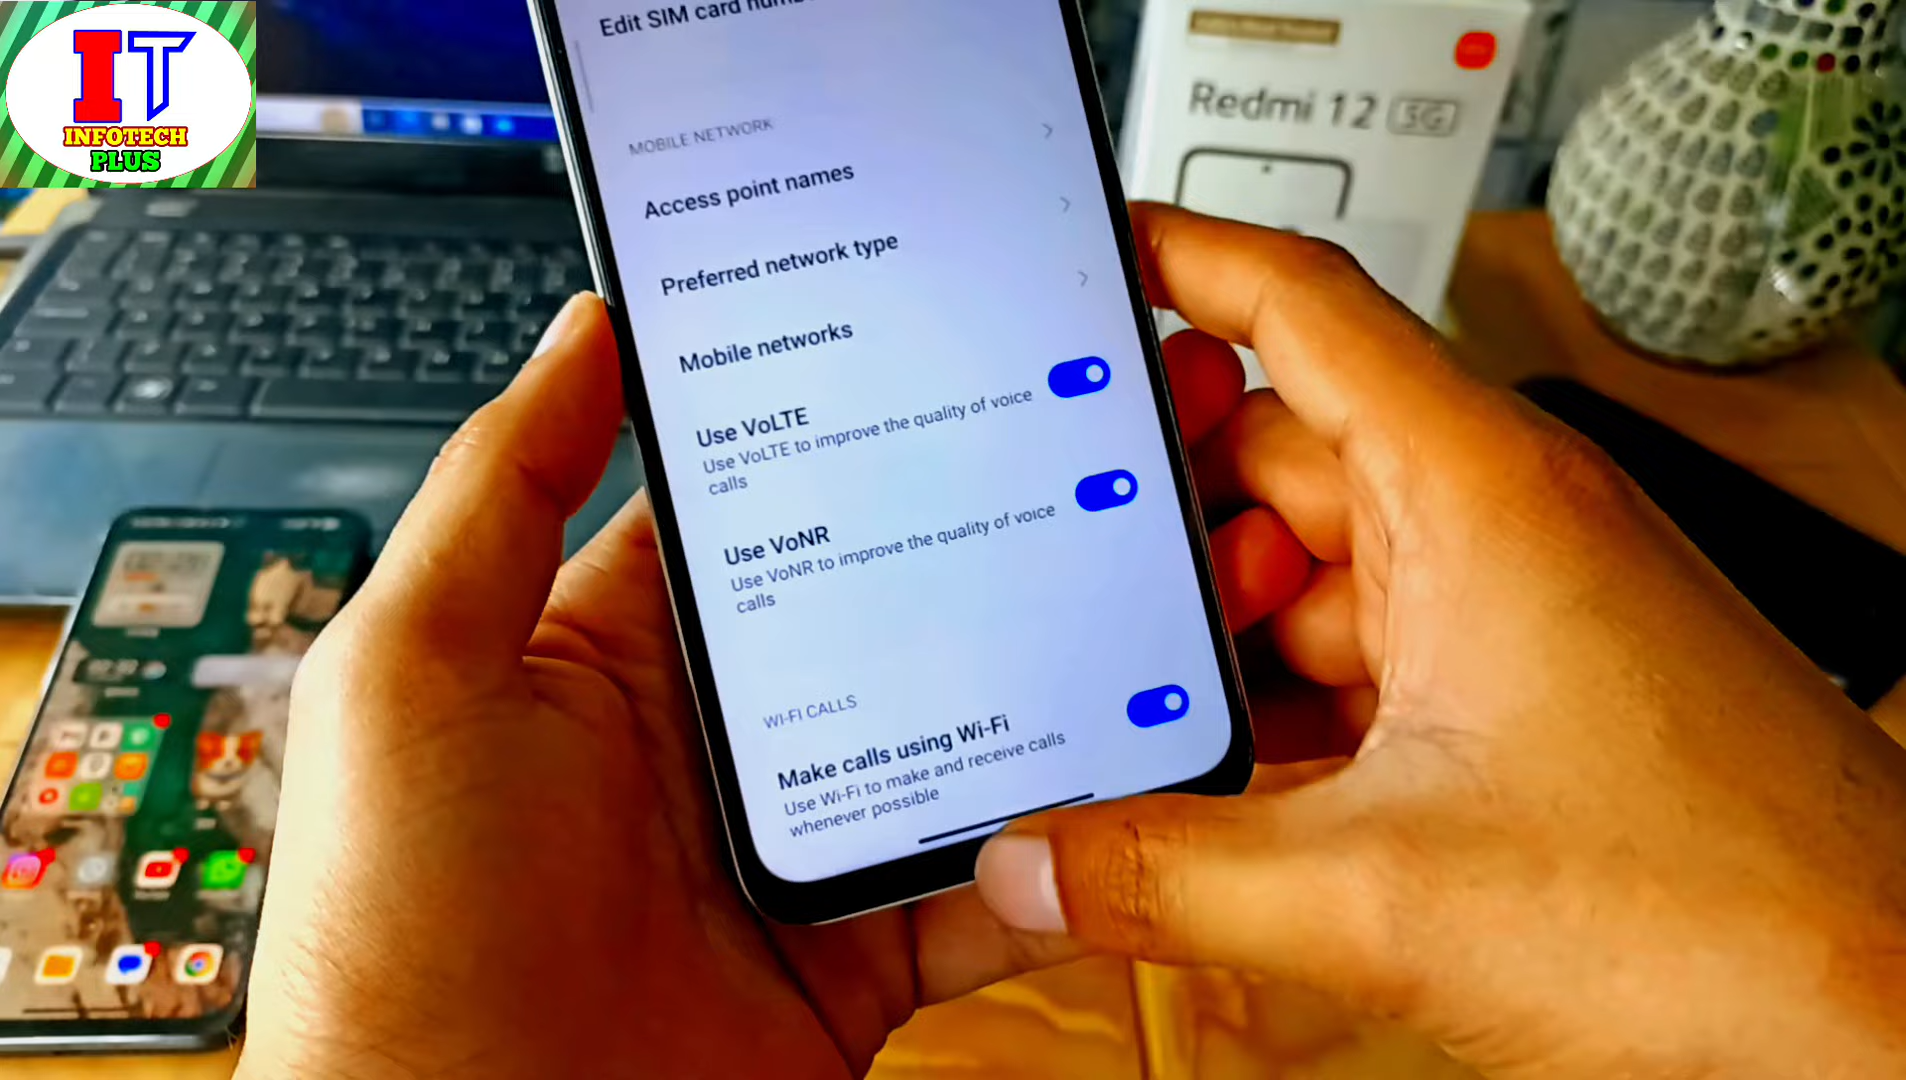 IT
INFOTECH
PLUS
Edit SIM card
MOBILE NETWORK
Access point names
Preferred network type
Mobile networks
Use VoLTE
Use VoLTE to improve the quality of voice
calls
Use VoNR
Use VoNR to improve the quality of voice
calls
WI-FI CALLS
Make calls using Wi-Fi
Use Wi-Fi to make and receive calls
whenever possible
Redmi 12 5G